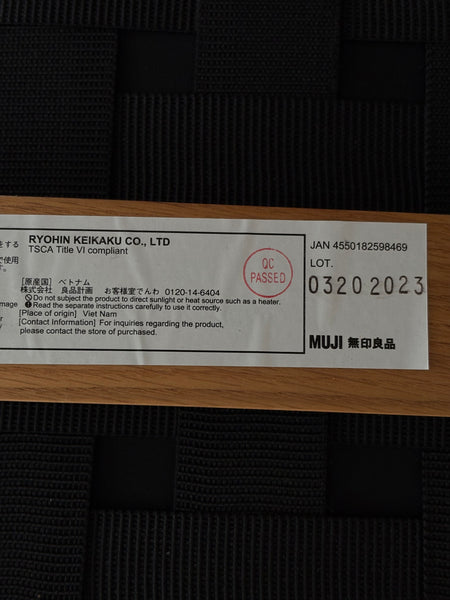 をする
RYOHIN KEIKAKU CO., LTD
TSCA Title VI compliant
で使用
す。
[原産国] ベトナム
株式会社 良品計画 お客様室でんわ 0120-14-6404
Do not subject the product to direct sunlight or heat source such as a heater.
mage
Read the separate instructions carefully to use it correctly.
[Place of origin] Viet Nam
r
[Contact Information] For inquiries regarding the product,
please contact the store of purchased.
QC
PASSED
JAN 4550182598469
LOT.
03202023
MUJI 無印良品